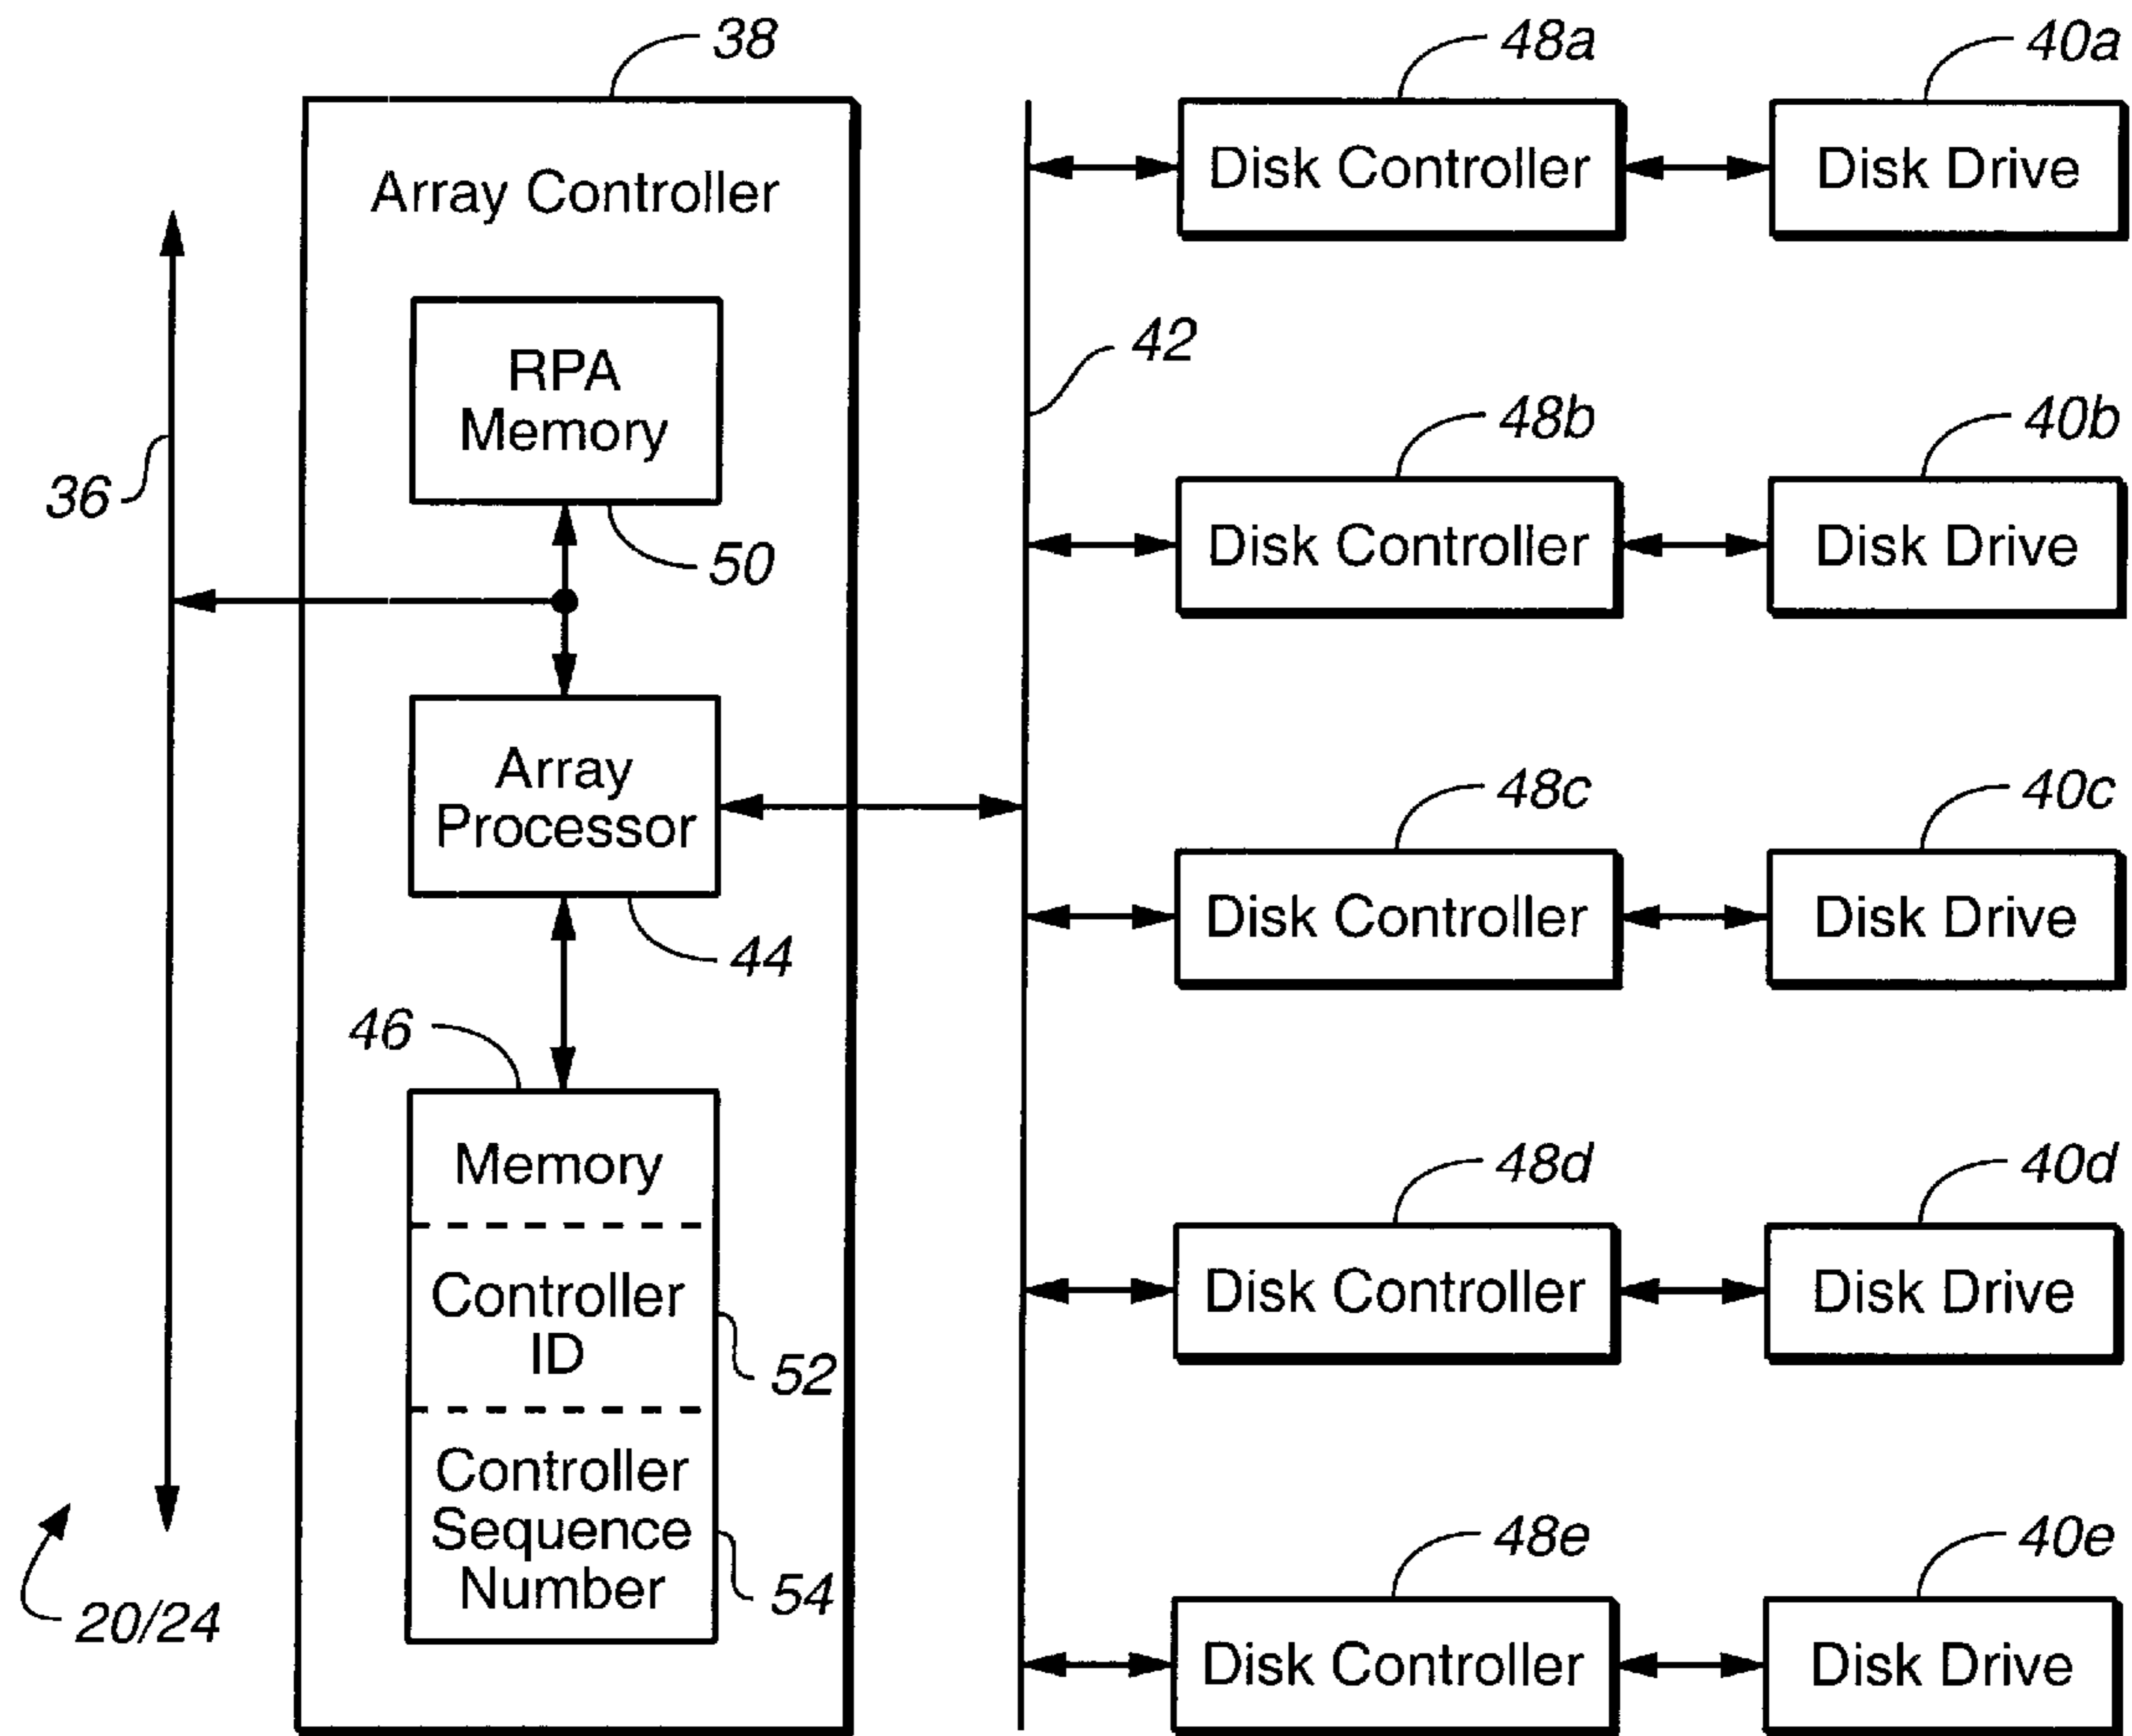 38
48a
40a
Array Controller
Disk Controller
Disk Drive
RPA
Memory
42
36
50
48b
40b
Disk Controller
Disk Drive
Array
Processor
44
48c
40c
Disk Controller
Disk Drive
46
Memory
Controller
ID
52
48d
40d
Disk Controller
Disk Drive
Controller
Sequence
Number
54
20/24
48e
40e
Disk Controller
Disk Drive